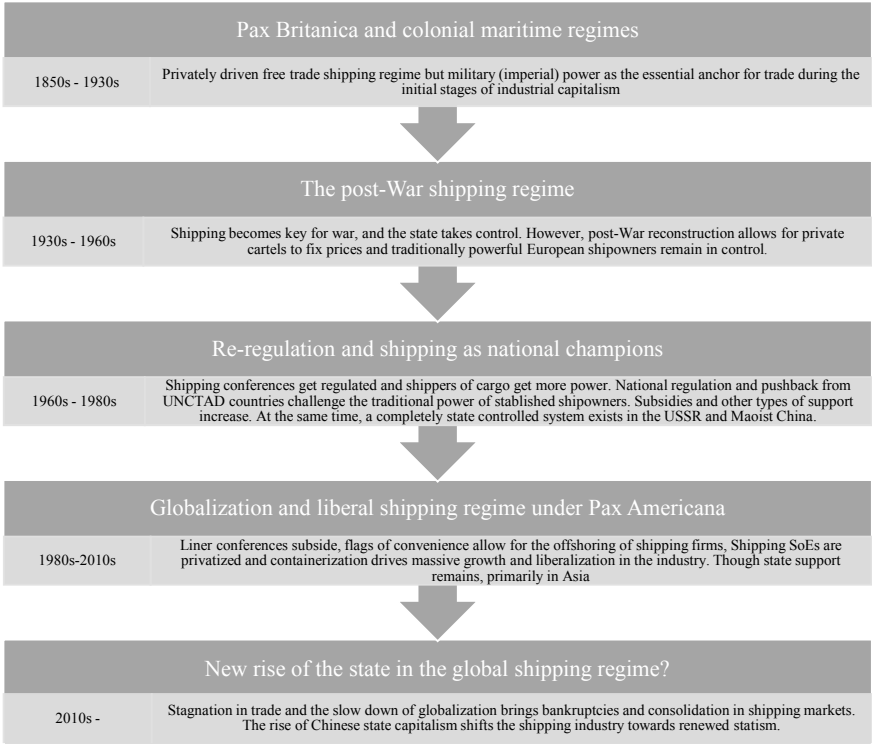 Pax Britanica and colonial maritime regimes
1850s - 1930s
Privately driven free trade shipping regime but military (imperial) power as the essential anchor for trade during the
initial stages of industrial capitalism
The post-War shipping regime
1930s - 1960s
Shipping becomes key for war, and the state takes control. However, post-War reconstruction allows for private
cartels to fix prices and traditionally powerful European shipowners remain in control.
Re-regulation and shipping as national champions
1960s - 1980s
Shipping conferences get regulated and shippers of cargo get more power. National regulation and pushback from
UNCTAD countries challenge the traditional power of stablished shipowners. Subsidies and other types of support
increase. At the same time, a completely state controlled system exists in the USSR and Maoist China.
Globalization and liberal shipping regime under Pax Americana
1980s-2010s
Liner conferences subside, flags of convenience allow for the offshoring of shipping firms, Shipping SoEs are
privatized and containerization drives massive growth and liberalization in the industry. Though state support
remains, primarily in Asia
New rise of the state in the global shipping regime?
2010s -
Stagnation in trade and the slow down of globalization brings bankruptcies and consolidation in shipping markets.
The rise of Chinese state capitalism shifts the shipping industry towards renewed statism.